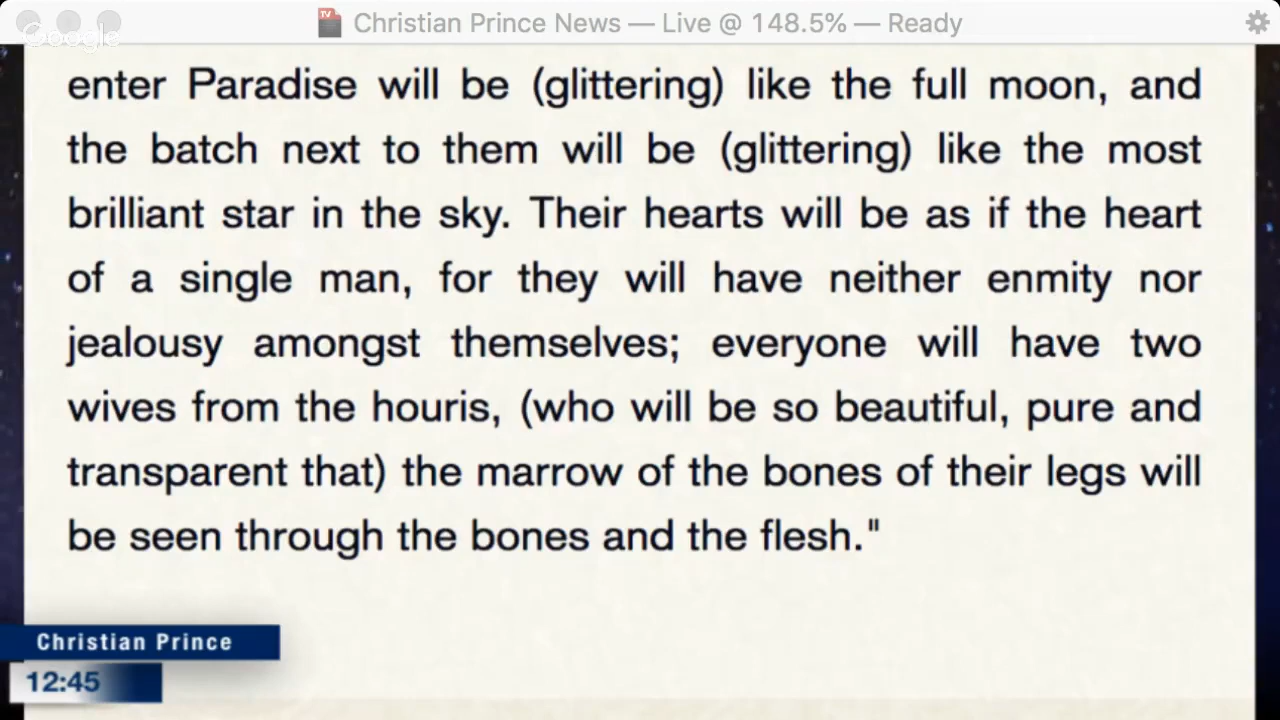 Christian Prince News — Live @ 148.5% — Ready
TV
Google
enter Paradise will be (glittering) like the full moon, and
the batch next to them will be (glittering) like the most
brilliant star in the sky. Their hearts will be as if the heart
of a single man, for they will have neither enmity nor
jealousy amongst themselves; everyone will have two
wives from the houris, (who will be so beautiful, pure and
transparent that) the marrow of the bones of their legs will
be seen through the bones and the flesh."
Christian Prince
12:45